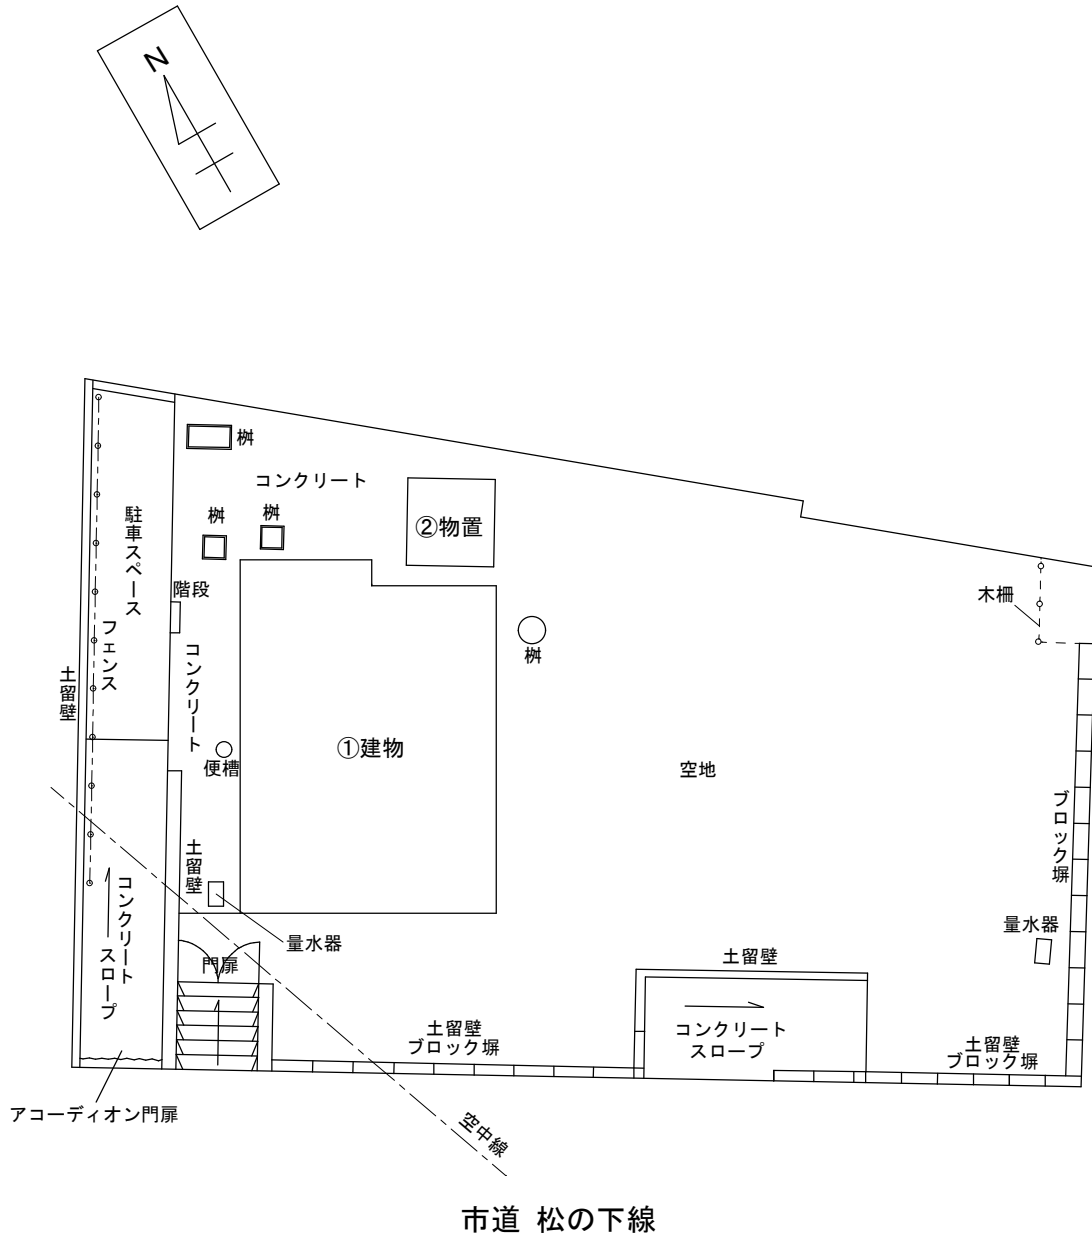 N
桝
コンクリート
②物置
桝
桝
駐車スペース
階段
木柵
フェンス
コンクリート
桝
土留壁
①建物
便槽
空地
ブロック塀
土留壁
コンクリート
スロープ
量水器
量水器
門扉
土留壁
コンクリート
スロープ
土留壁
ブロック塀
土留壁
ブロック塀
アコーディオン門扉
空中線
市道 松の下線